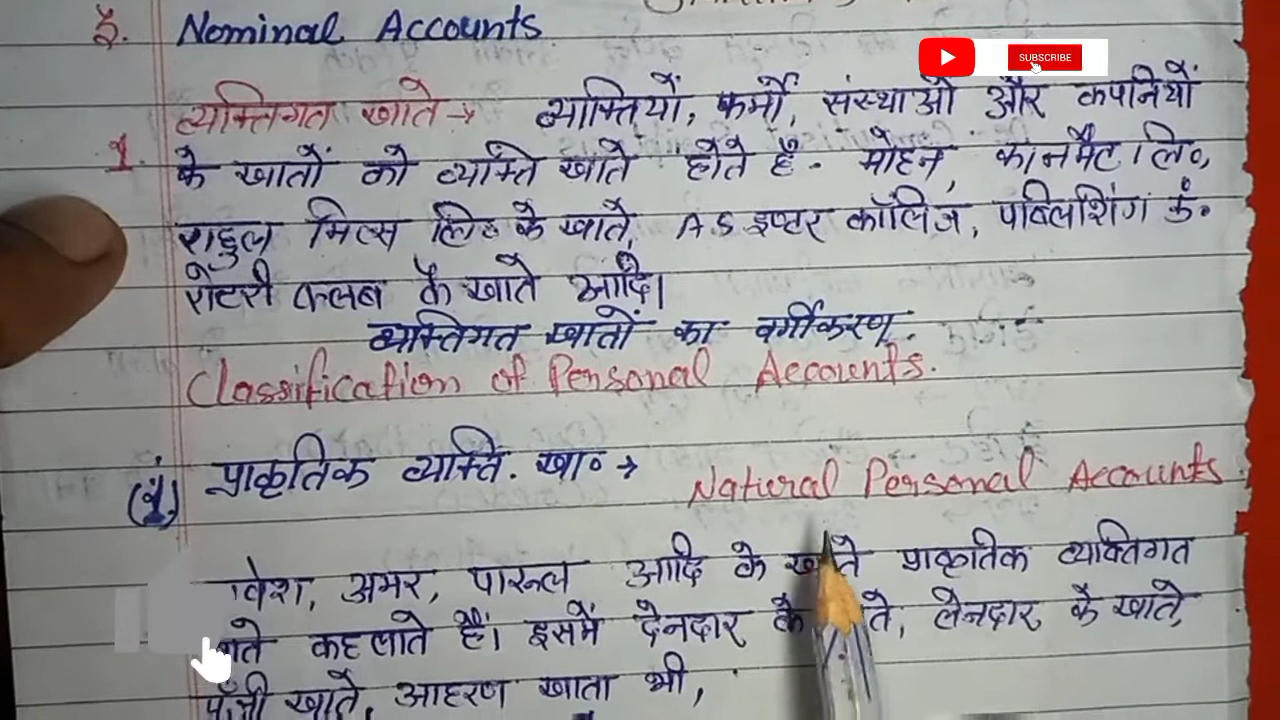 3. Nominal Accounts
SUBSCRIBE
व्यक्तिगत खाते → व्यक्तियों, फर्मों, संस्थाओं और कंपनियों
1. के खातों को व्यक्ति खाते होते है - मोहन, कानमैट लि०,
राहुल मिल्स लि० के खाते, A.S इण्टर कॉलिज, पब्लिशिंग कं०
रोटरी क्लब के खाते आदि।
व्यक्तिगत खातों का वर्गीकरण.
Classification of Personal Accounts.
(1) प्राकृतिक व्यक्ति. खा० → Natural Personal Accounts
आमर, पारुल आदि के खाते प्राकृतिक व्यक्तिगत
कहलाते हैं। इसमें देनदार के लेनदार के खाते,
पूँजी खाते, आहरण खाता भी,